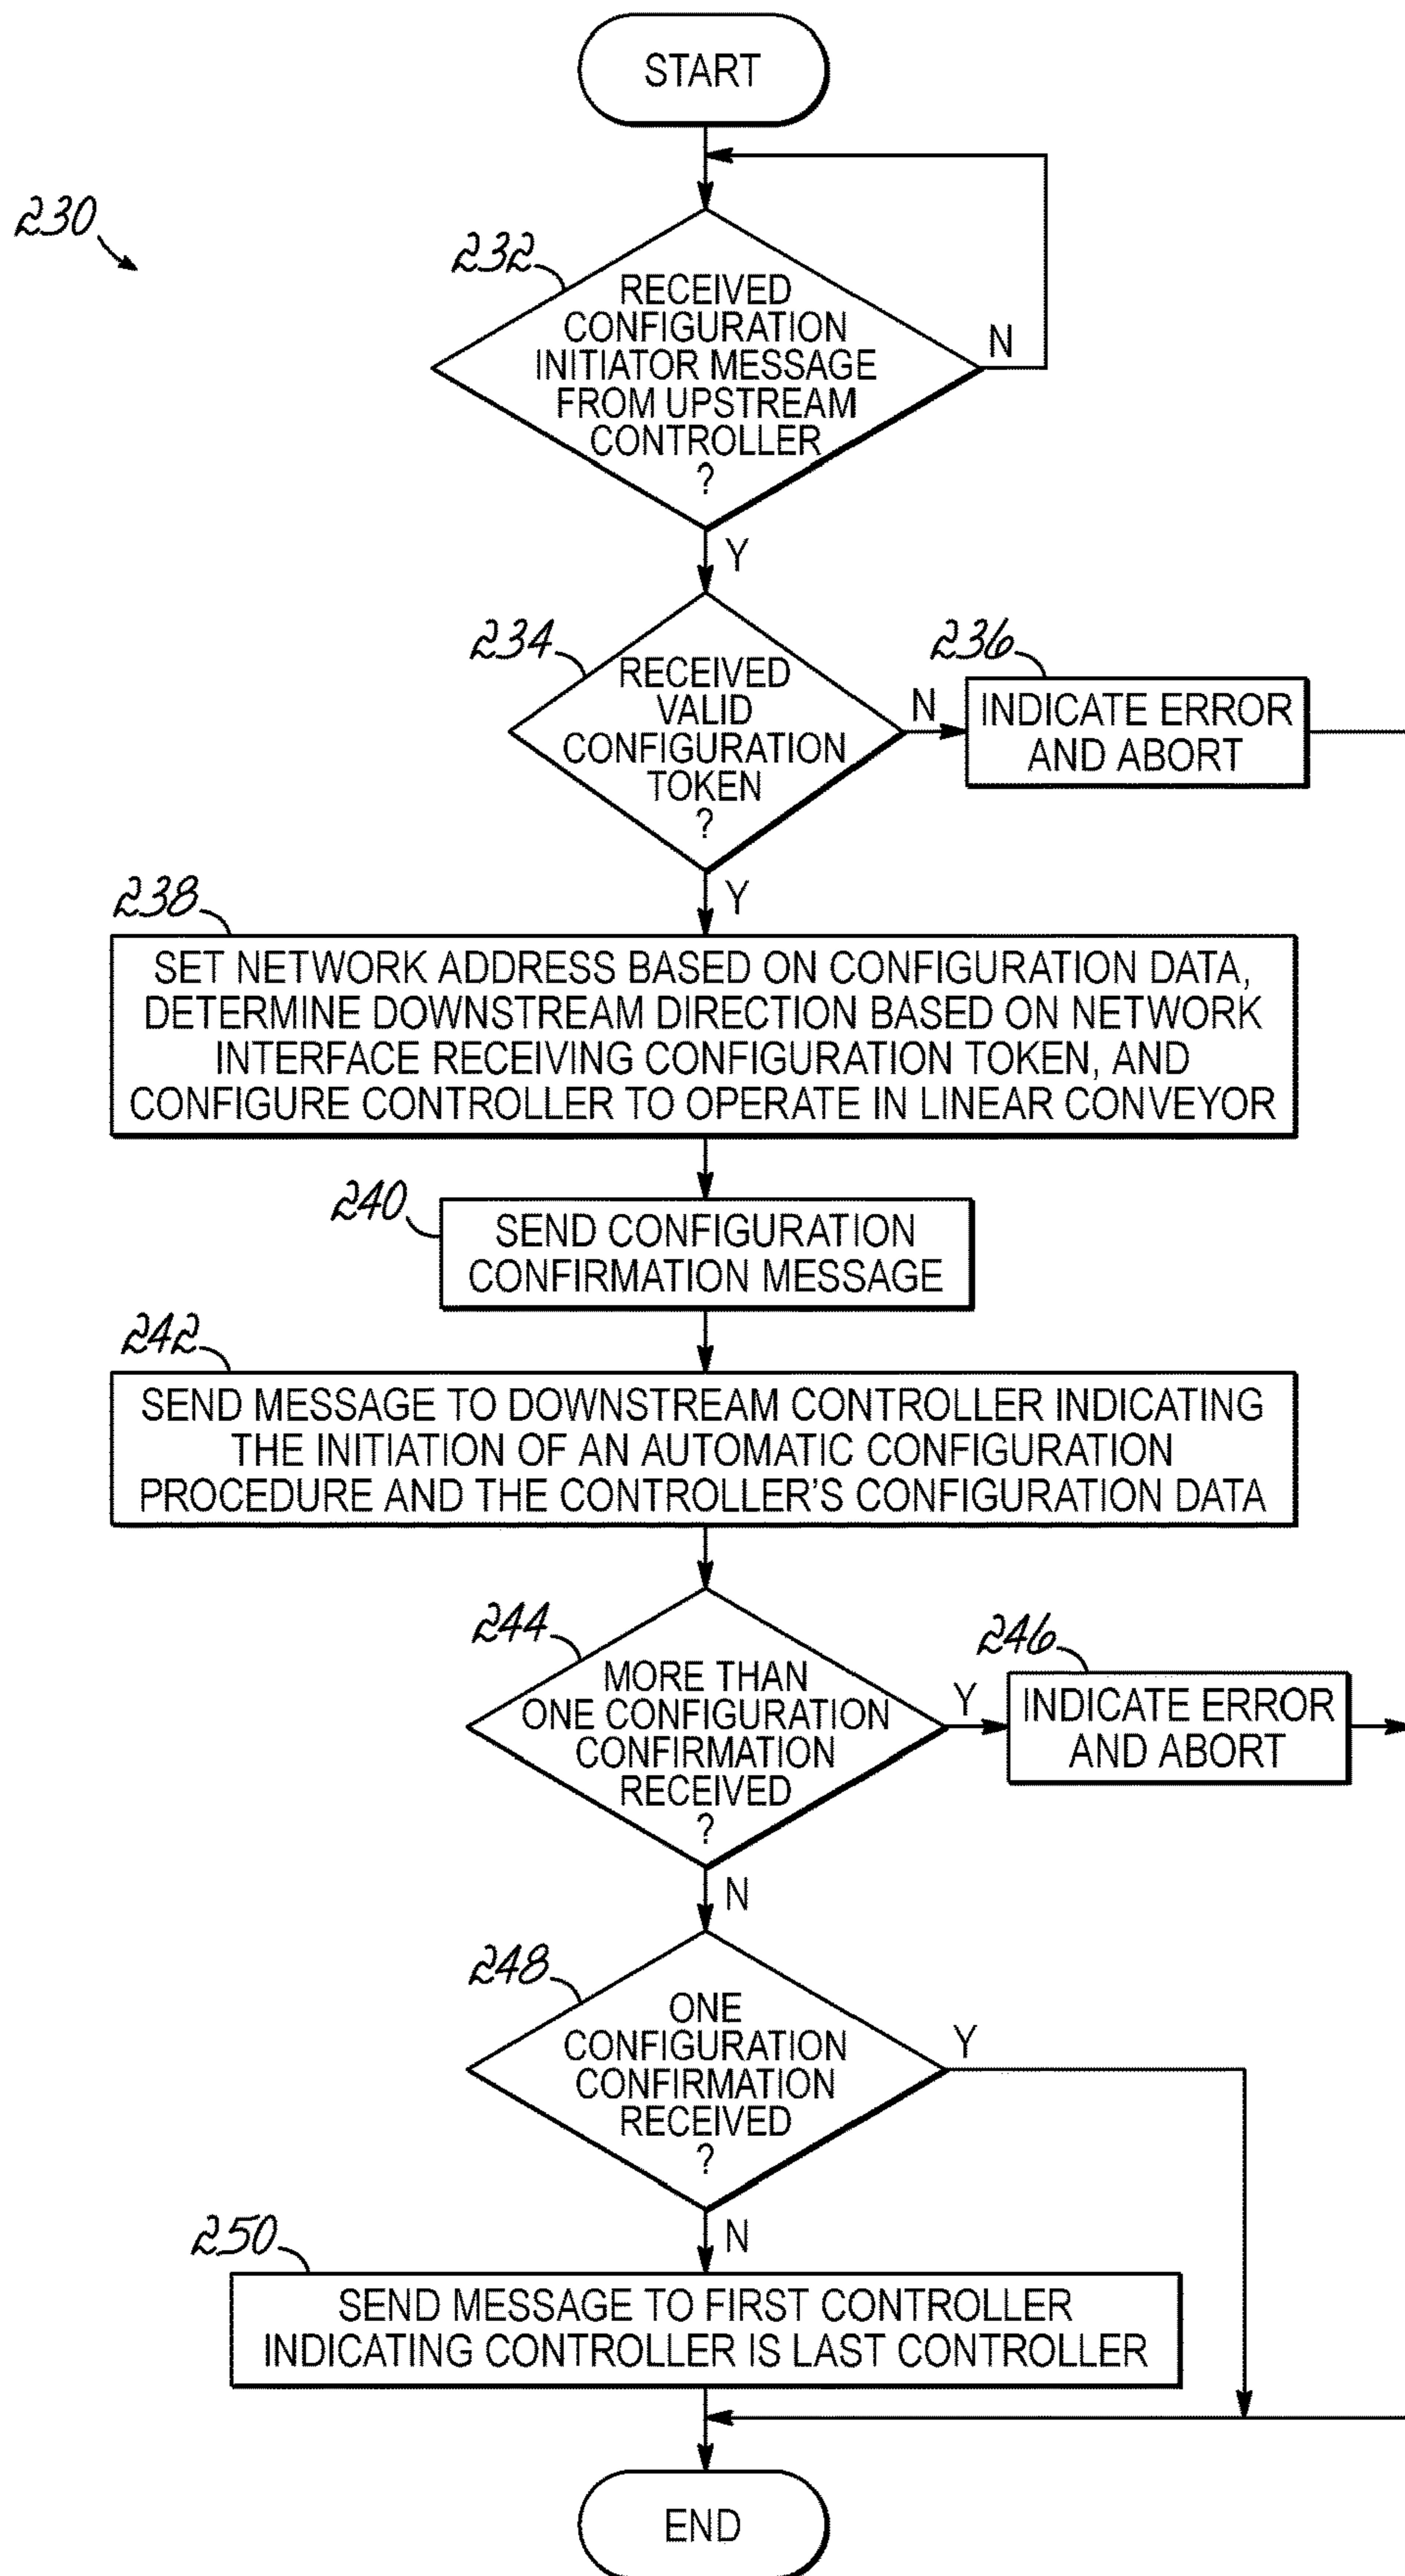 START
230
232
RECEIVED
CONFIGURATION
INITIATOR MESSAGE
FROM UPSTREAM
CONTROLLER
?
N
Y
234
RECEIVED
VALID
CONFIGURATION
TOKEN
?
N
236
INDICATE ERROR
AND ABORT
Y
238
SET NETWORK ADDRESS BASED ON CONFIGURATION DATA,
DETERMINE DOWNSTREAM DIRECTION BASED ON NETWORK
INTERFACE RECEIVING CONFIGURATION TOKEN, AND
CONFIGURE CONTROLLER TO OPERATE IN LINEAR CONVEYOR
240
SEND CONFIGURATION
CONFIRMATION MESSAGE
242
SEND MESSAGE TO DOWNSTREAM CONTROLLER INDICATING
THE INITIATION OF AN AUTOMATIC CONFIGURATION
PROCEDURE AND THE CONTROLLER'S CONFIGURATION DATA
244
MORE THAN
ONE CONFIGURATION
CONFIRMATION
RECEIVED
?
Y
246
INDICATE ERROR
AND ABORT
N
248
ONE
CONFIGURATION
CONFIRMATION
RECEIVED
?
Y
N
250
SEND MESSAGE TO FIRST CONTROLLER
INDICATING CONTROLLER IS LAST CONTROLLER
END